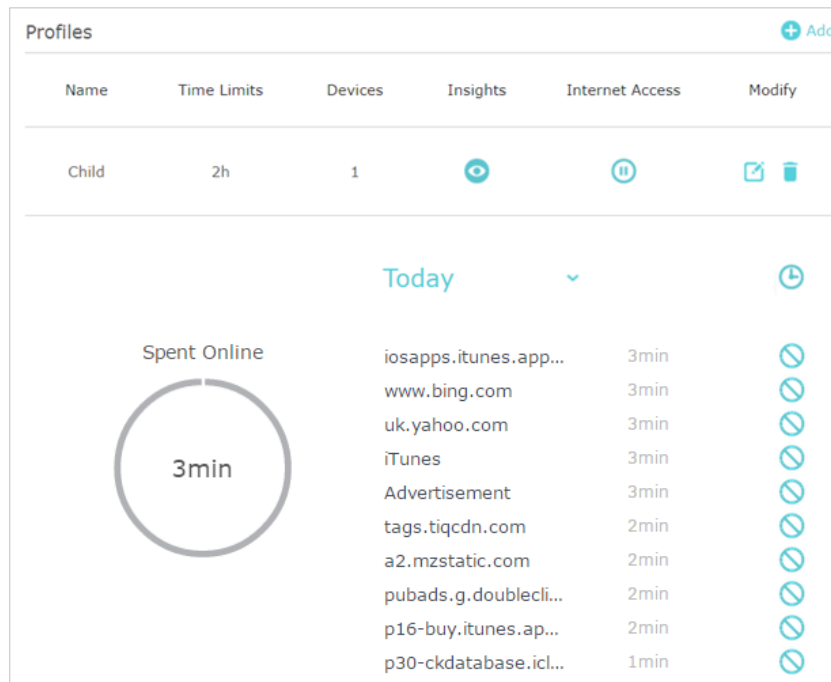 Profiles Add
Name Time Limits Devices Insights Internet Access Modify
Child 2h 1
Today
Spent Online
3min
iosapps.itunes.app... 3min
www.bing.com 3min
uk.yahoo.com 3min
iTunes 3min
Advertisement 3min
tags.tiqcdn.com 2min
a2.mzstatic.com 2min
pubads.g.doublecli... 2min
p16-buy.itunes.ap... 2min
p30-ckdatabase.icl... 1min